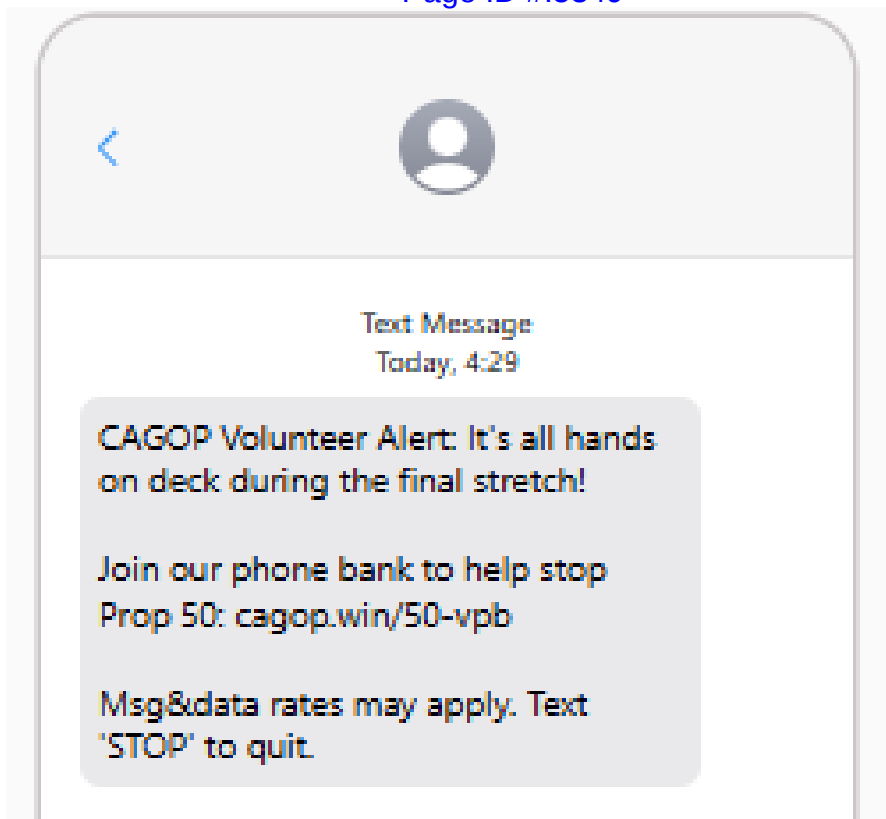 Text Message
Today, 4:29
CAGOP Volunteer Alert: It's all hands
on deck during the final stretch!
Join our phone bank to help stop
Prop 50: cagop.win/50-vpb
Msg&data rates may apply. Text
'STOP' to quit.